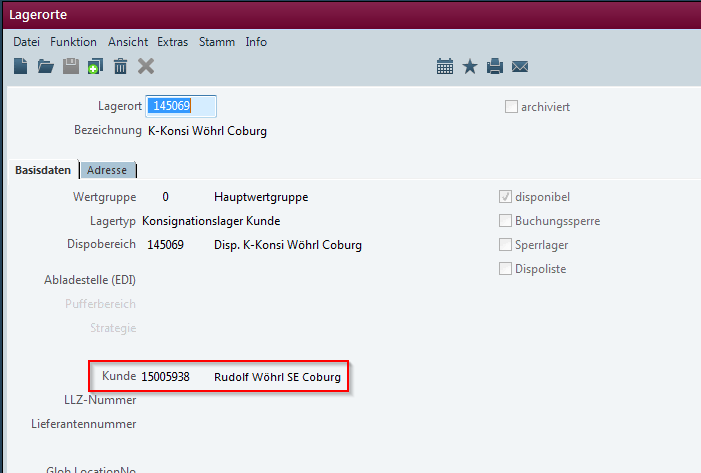 Lagerorte
Datei Funktion Ansicht Extras Stamm Info
Lagerort 145069 archiviert
Bezeichnung K-Konsi Wöhrl Coburg
Basisdaten Adresse
Wertgruppe 0 Hauptwertgruppe disponibel
Lagertyp Konsignationslager Kunde Buchungssperre
Dispobereich 145069 Disp. K-Konsi Wöhrl Coburg Sperrlager
Dispoliste
Abladestelle (EDI)
Pufferbereich
Strategie
Kunde 15005938 Rudolf Wöhrl SE Coburg
LLZ-Nummer
Lieferantennummer
Glob.LocationNo